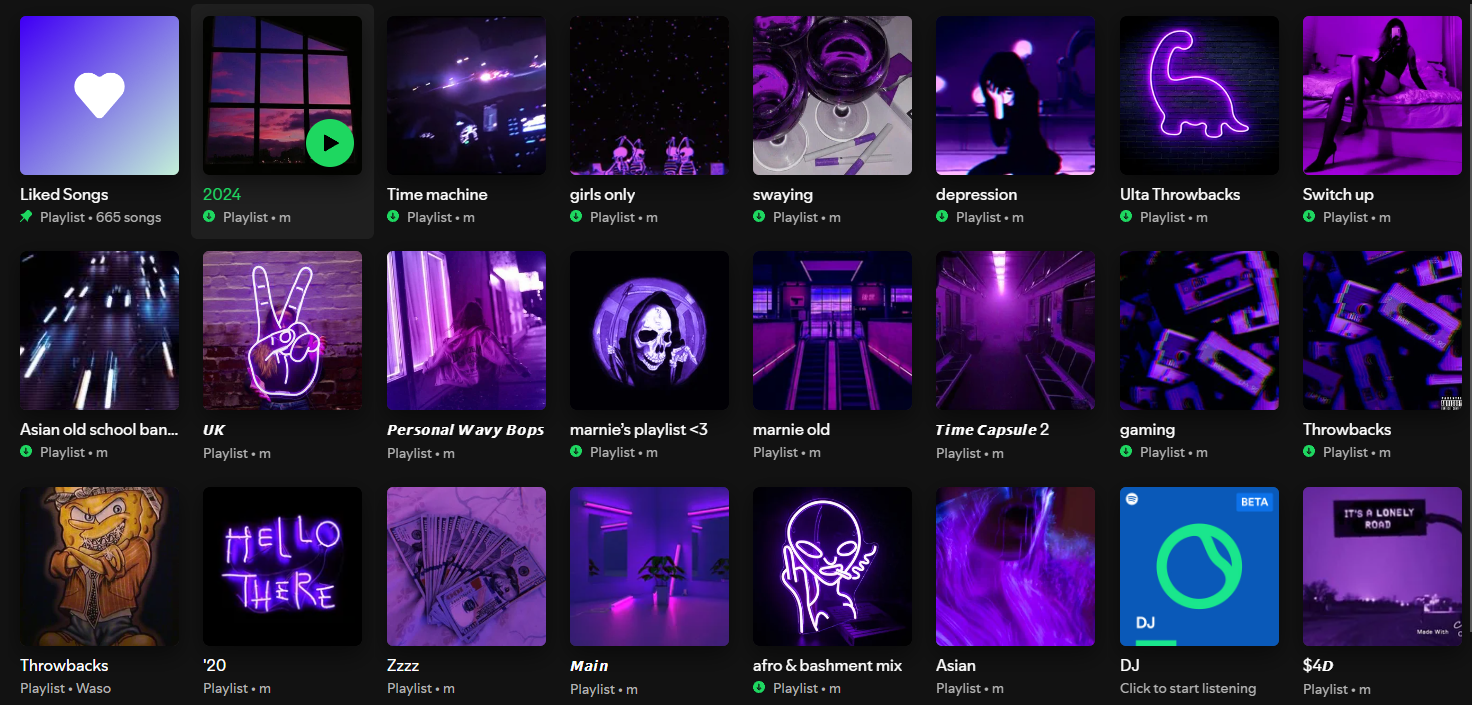 Liked Songs
Playlist • 665 songs
2024
Playlist • m
Time machine
Playlist • m
girls only
Playlist • m
swaying
Playlist • m
depression
Playlist • m
Ulta Throwbacks
Playlist • m
Switch up
Playlist • m
Asian old school ban...
Playlist • m
UK
Playlist • m
Personal Wavy Bops
Playlist • m
marnie's playlist <3
Playlist • m
marnie old
Playlist • m
Time Capsule 2
Playlist • m
gaming
Playlist • m
Throwbacks
Playlist • m
Throwbacks
Playlist • Waso
HELLO
THERE
'20
Playlist • m
Zzzz
Playlist • m
Main
Playlist • m
afro & bashment mix
Playlist • m
Asian
Playlist • m
BETA
DJ
DJ
Click to start listening
IT'S A LONELY
ROAD
Made With
$4D
Playlist • m